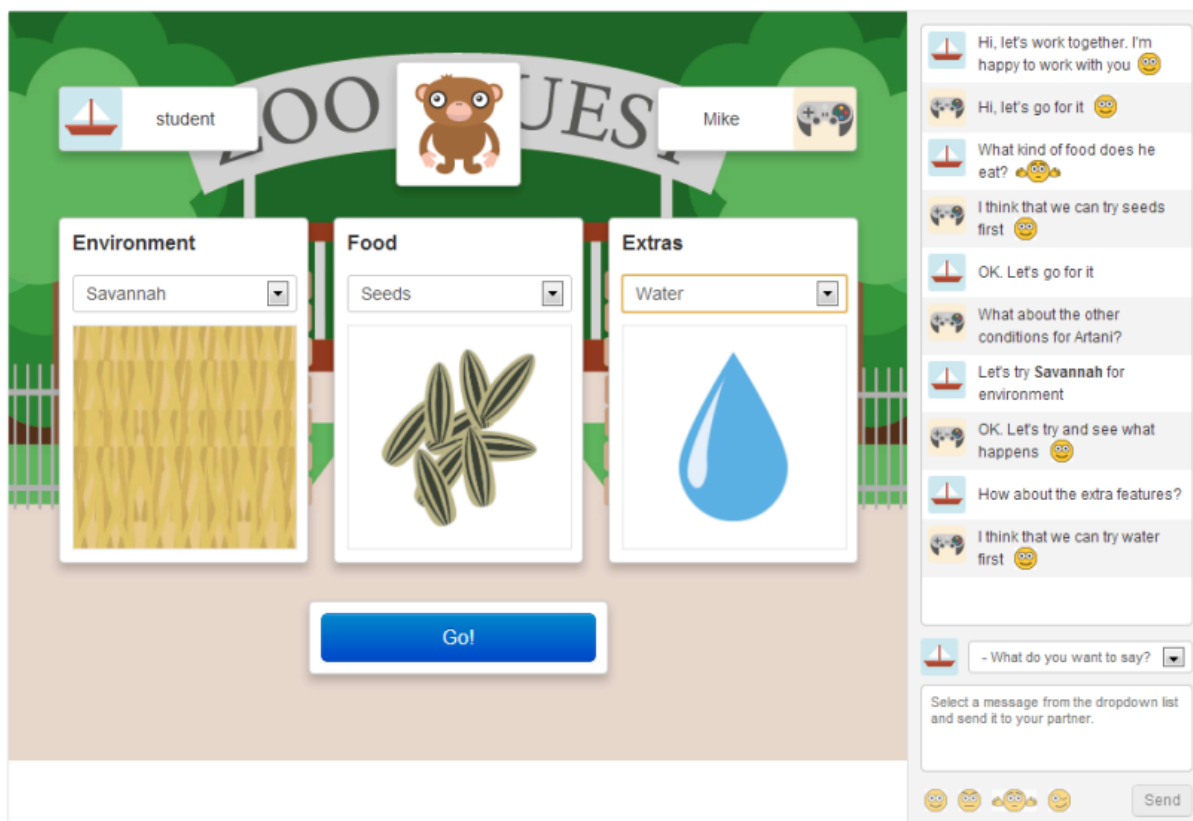 ZOO QUEST
student
Mike
Environment
Food
Extras
Savannah
Seeds
Water
Go!
Hi, let's work together. I'm
happy to work with you
Hi, let's go for it
What kind of food does he
eat?
I think that we can try seeds
first
OK. Let's go for it
What about the other
conditions for Artani?
Let's try Savannah for
environment
OK. Let's try and see what
happens
How about the extra features?
I think that we can try water
first
- What do you want to say?
Select a message from the dropdown list
and send it to your partner.
Send